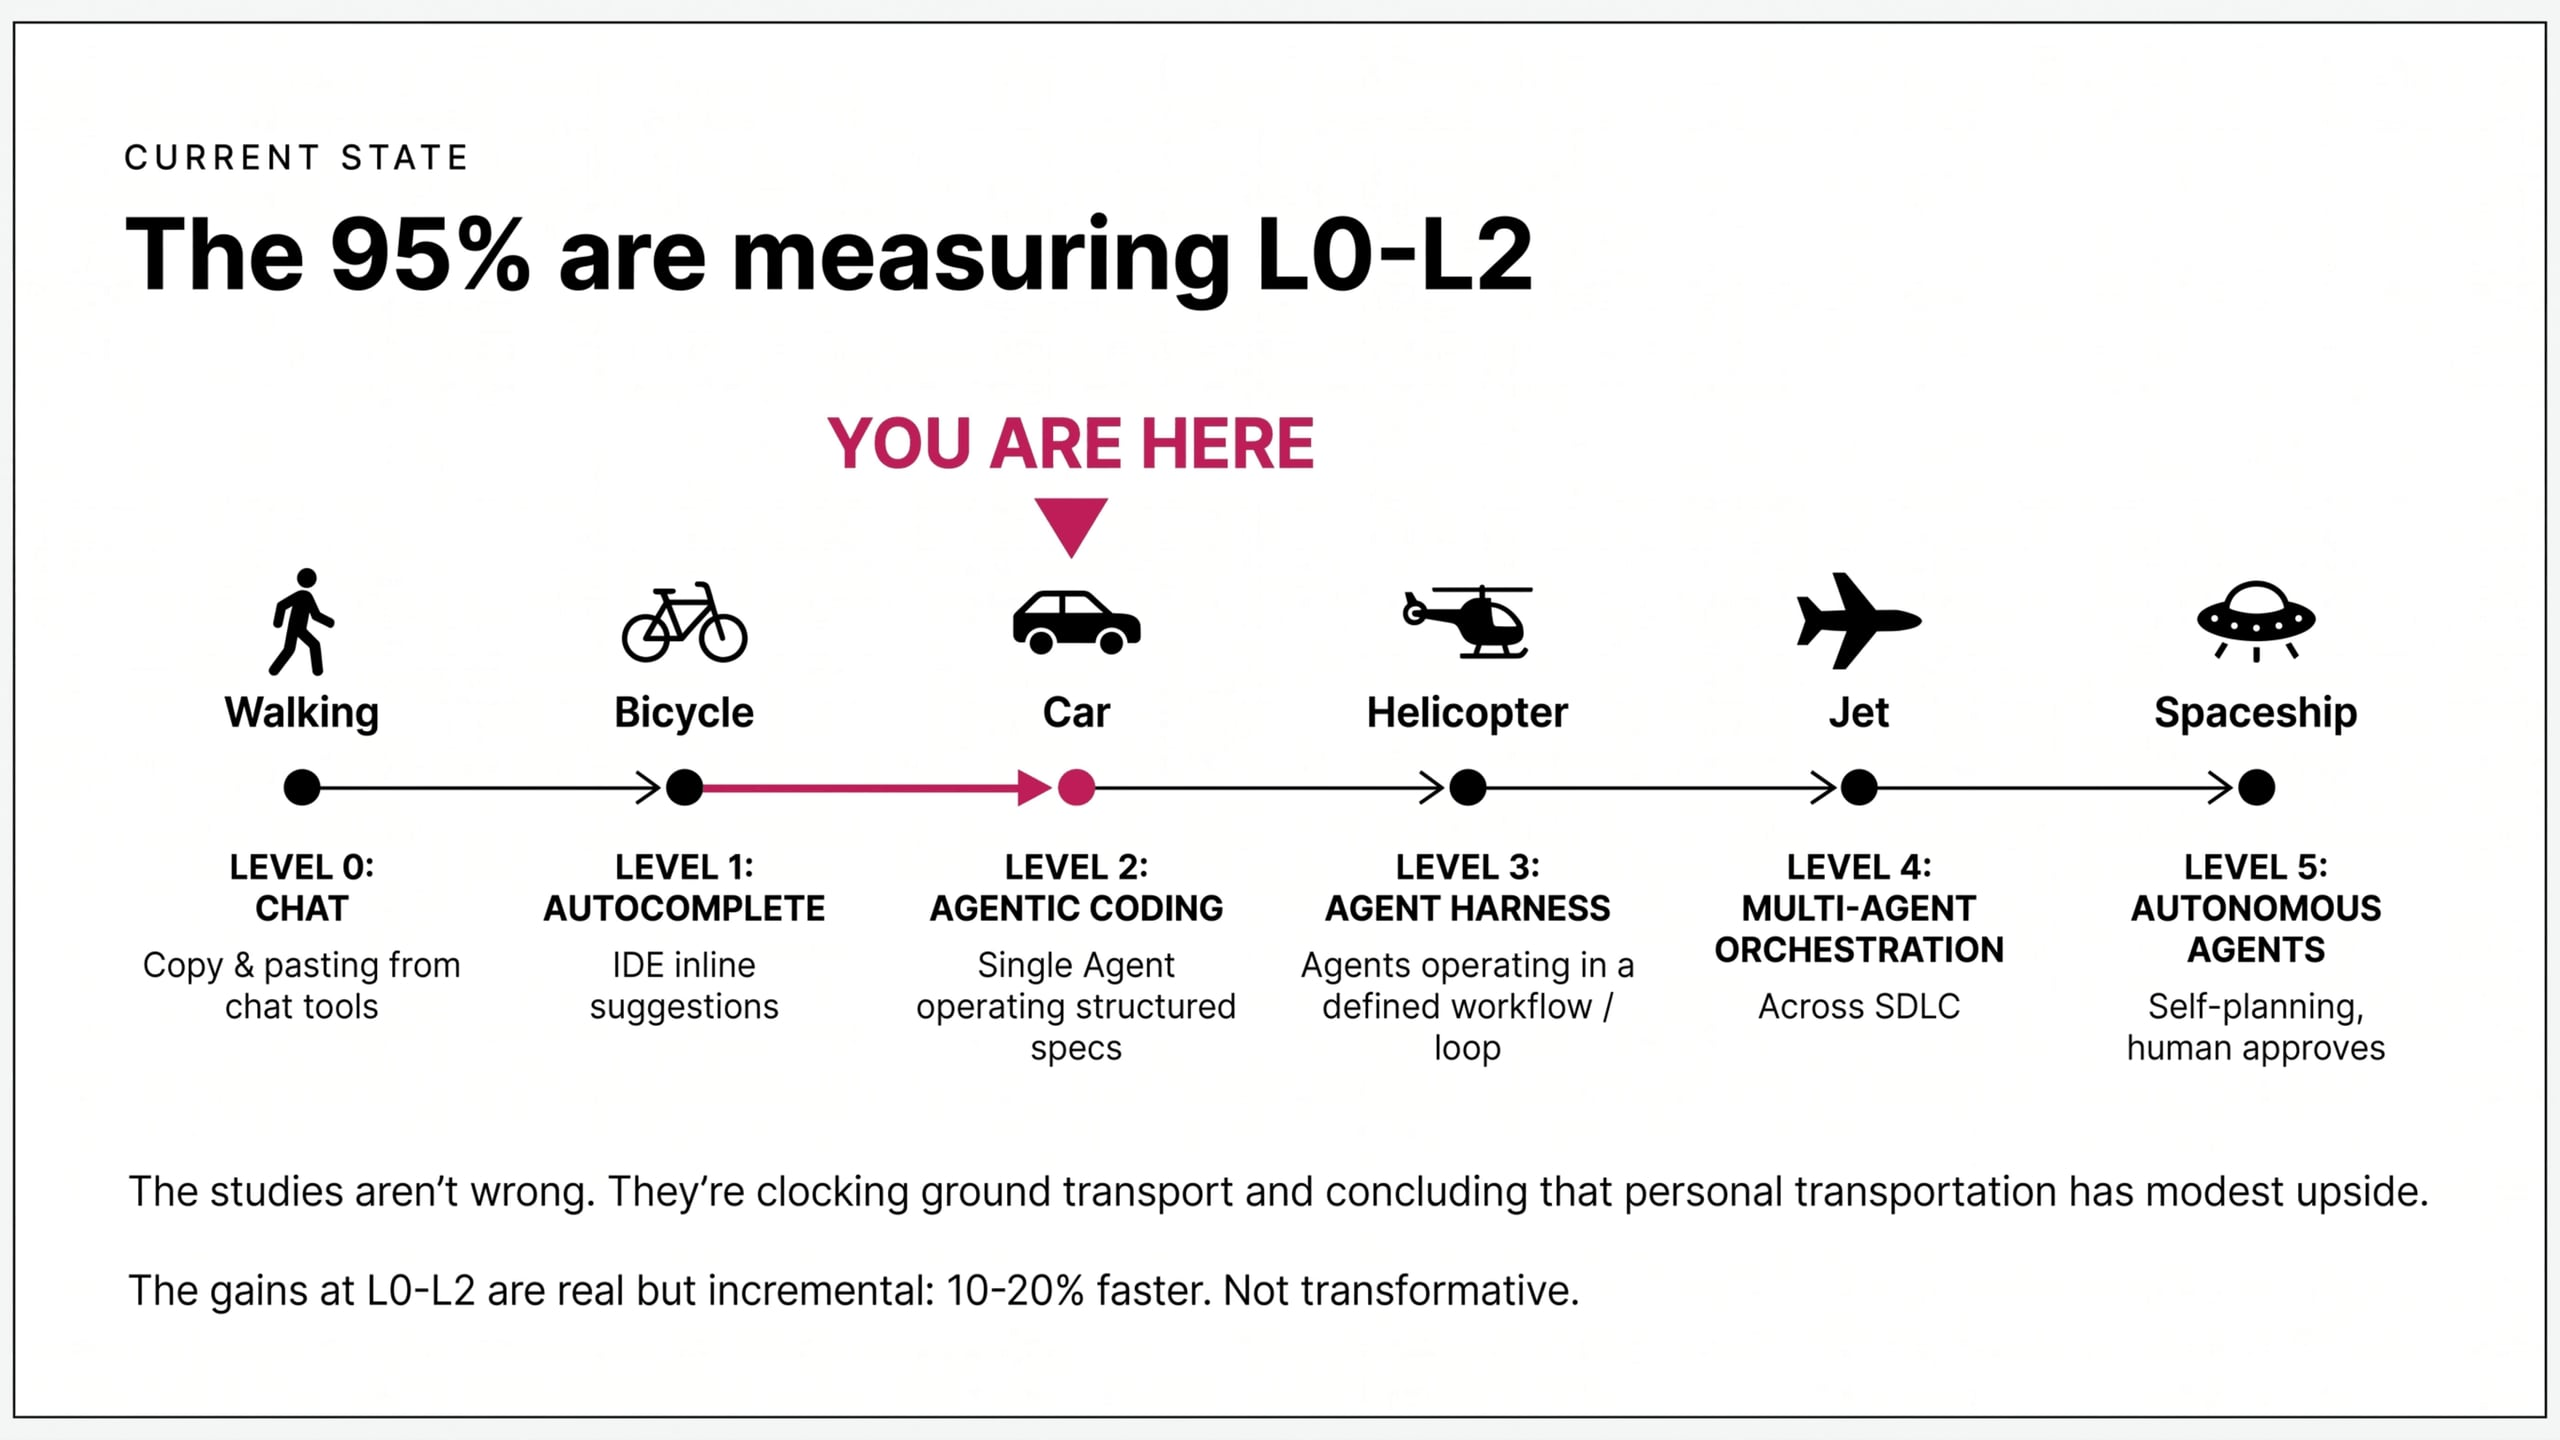 CURRENT STATE
The 95% are measuring L0-L2
YOU ARE HERE
Walking
Bicycle
Car
Helicopter
Jet
Spaceship
LEVEL 0:
CHAT
Copy & pasting from
chat tools
LEVEL 1:
AUTOCOMPLETE
IDE inline
suggestions
LEVEL 2:
AGENTIC CODING
Single Agent
operating structured
specs
LEVEL 3:
AGENT HARNESS
Agents operating in a
defined workflow /
loop
LEVEL 4:
MULTI-AGENT
ORCHESTRATION
Across SDLC
LEVEL 5:
AUTONOMOUS
AGENTS
Self-planning,
human approves
The studies aren’t wrong. They’re clocking ground transport and concluding that personal transportation has modest upside.
The gains at L0-L2 are real but incremental: 10-20% faster. Not transformative.